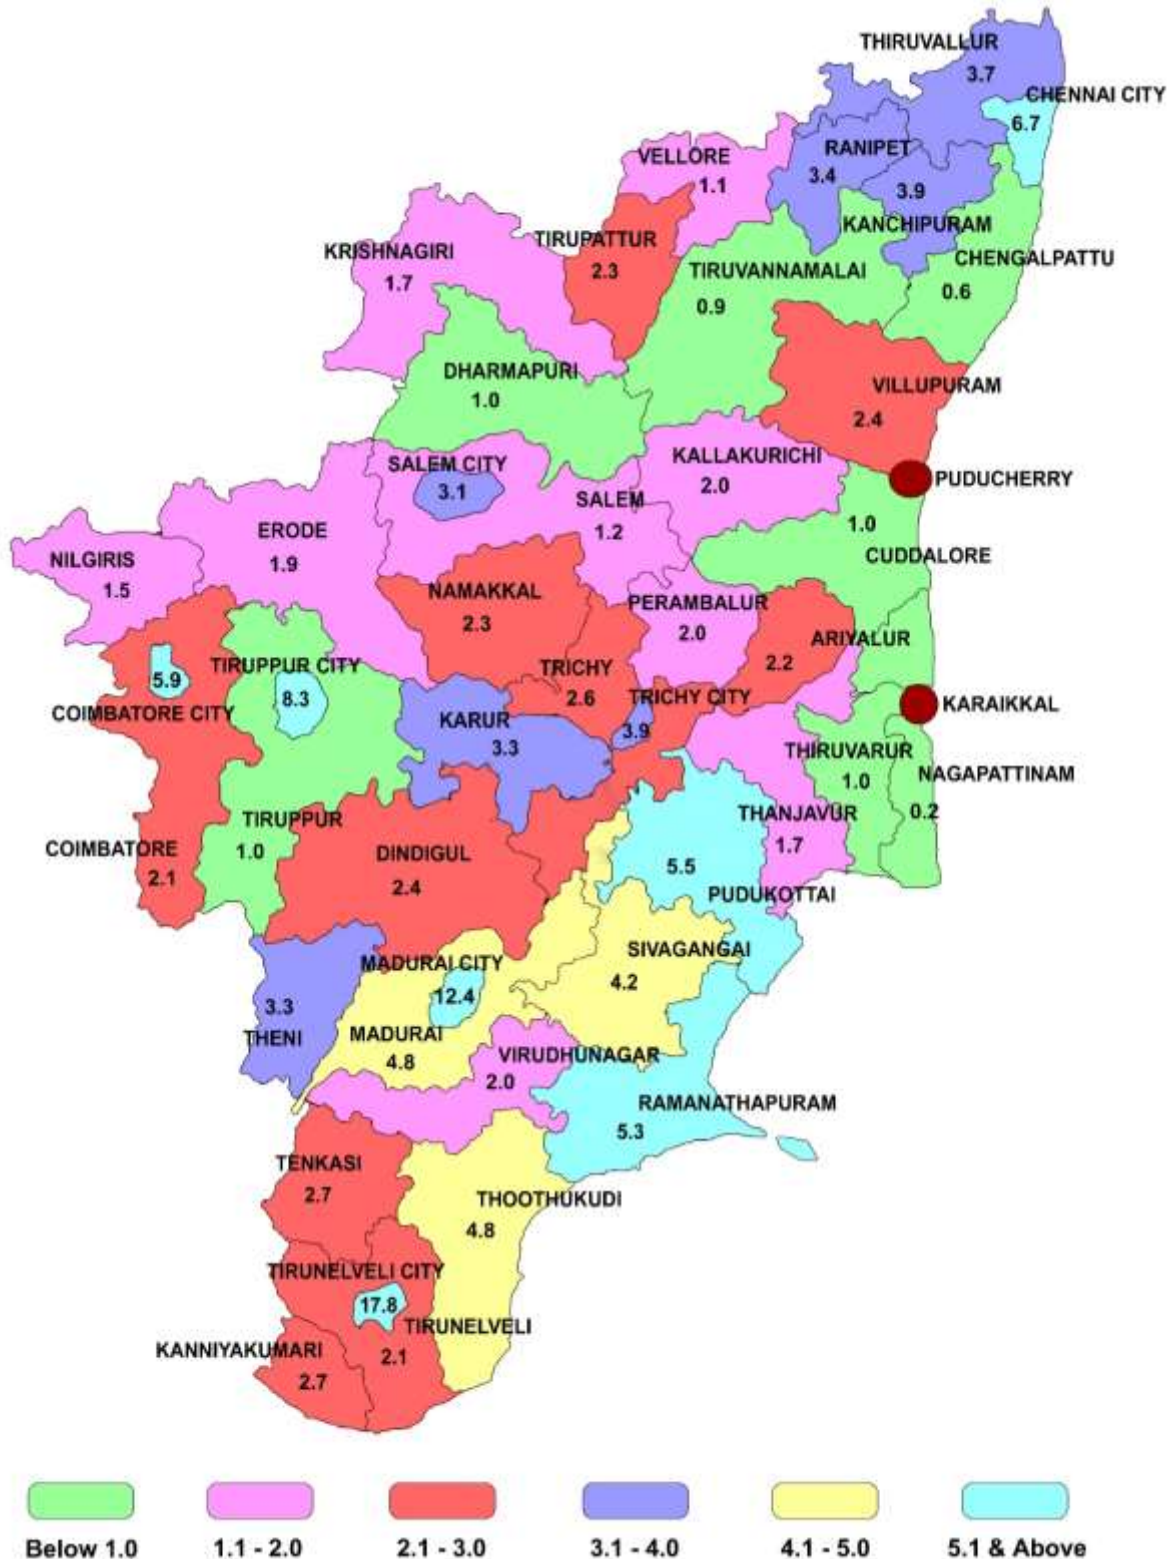 THIRUVALLUR
3.7
CHENNAI CITY
6.7
RANIPET
3.4
VELLORE
1.1
3.9
KANCHIPURAM
TIRUPATTUR
2.3
KRISHNAGIRI
1.7
TIRUVANNAMALAI
0.9
CHENGALPATTU
0.6
DHARMAPURI
1.0
VILLUPURAM
2.4
KALLAKURICHI
2.0
SALEM CITY
3.1
PUDUCHERRY
SALEM
1.2
1.0
CUDDALORE
ERODE
1.9
NILGIRIS
1.5
NAMAKKAL
2.3
PERAMBALUR
2.0
ARIYALUR
2.2
TIRUPPUR CITY
8.3
TRICHY
2.6
5.9
COIMBATORE CITY
TRICHY CITY
3.9
KARAIKKAL
KARUR
3.3
THIRUVARUR
1.0
NAGAPATTINAM
0.2
THANJAVUR
1.7
TIRUPPUR
1.0
COIMBATORE
2.1
DINDIGUL
2.4
5.5
PUDUKOTTAI
SIVAGANGAI
4.2
MADURAI CITY
12.4
3.3
THENI
MADURAI
4.8
VIRUDHUNAGAR
2.0
RAMANATHAPURAM
5.3
TENKASI
2.7
THOOTHUKUDI
4.8
TIRUNELVELI CITY
17.8
TIRUNELVELI
2.1
KANNIYAKUMARI
2.7
Below 1.0
1.1 - 2.0
2.1 - 3.0
3.1 - 4.0
4.1 - 5.0
5.1 & Above